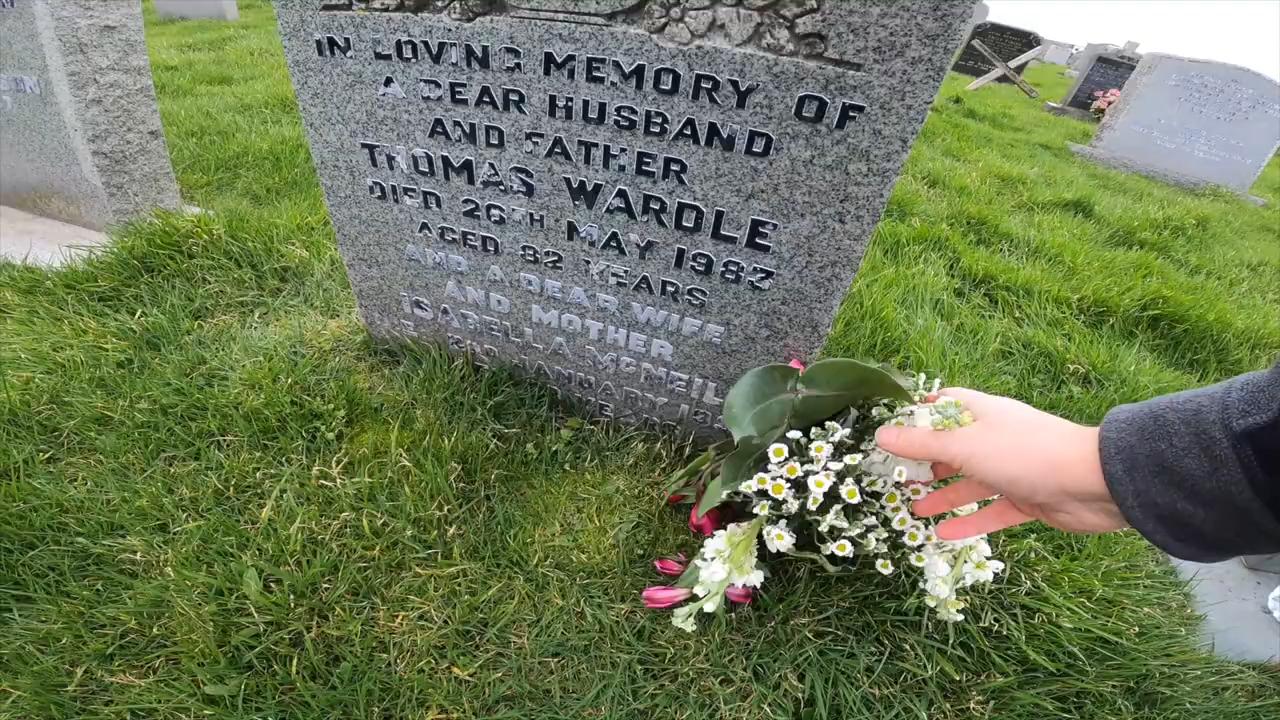 IN LOVING MEMORY OF
A DEAR HUSBAND
AND FATHER
THOMAS WARDLE
DIED 26TH MAY 1983
AGED 82 YEARS
AND A DEAR WIFE
AND MOTHER
ISABELLA MCNEIL
JANUARY